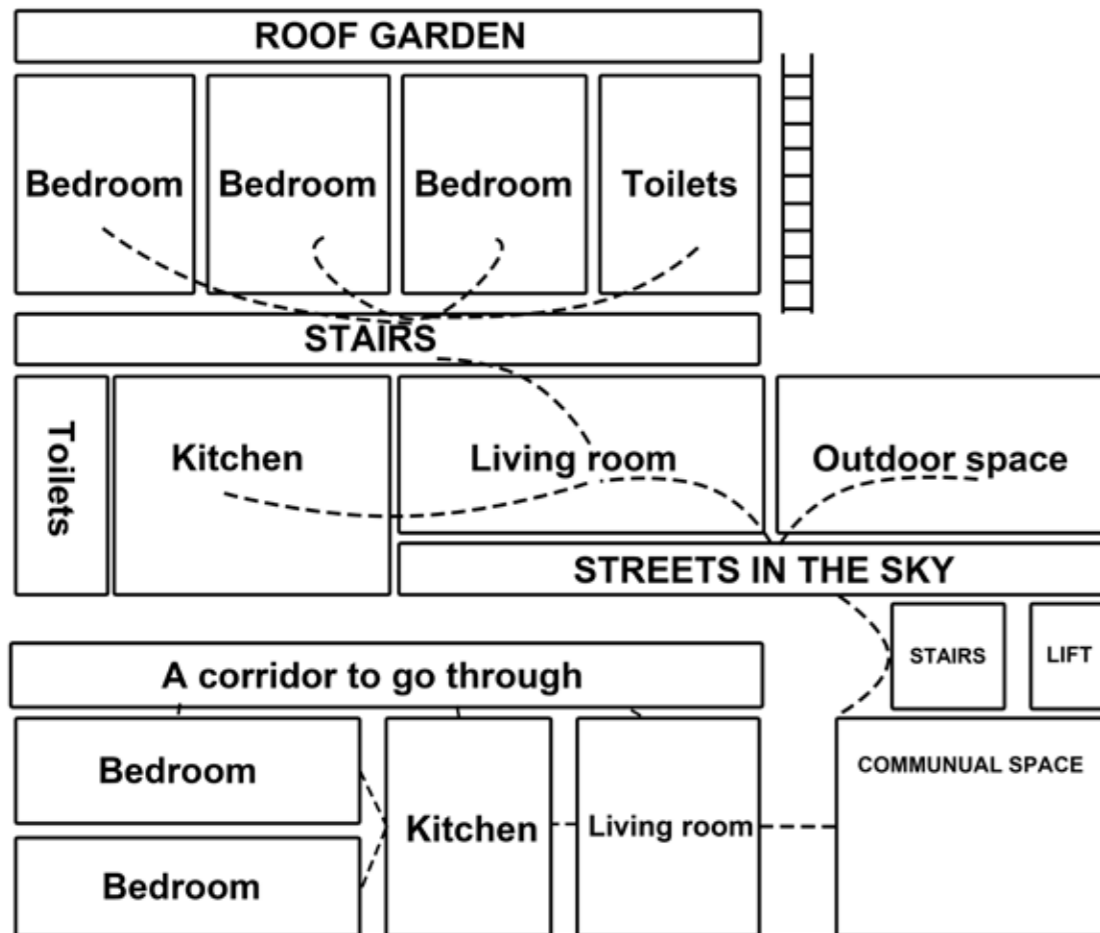 ROOF GARDEN
Bedroom
Bedroom
Bedroom
Toilets
STAIRS
Toilets
Kitchen
Living room
Outdoor space
STREETS IN THE SKY
STAIRS
LIFT
A corridor to go through
Bedroom
Bedroom
Kitchen
Living room
COMMUNUAL SPACE